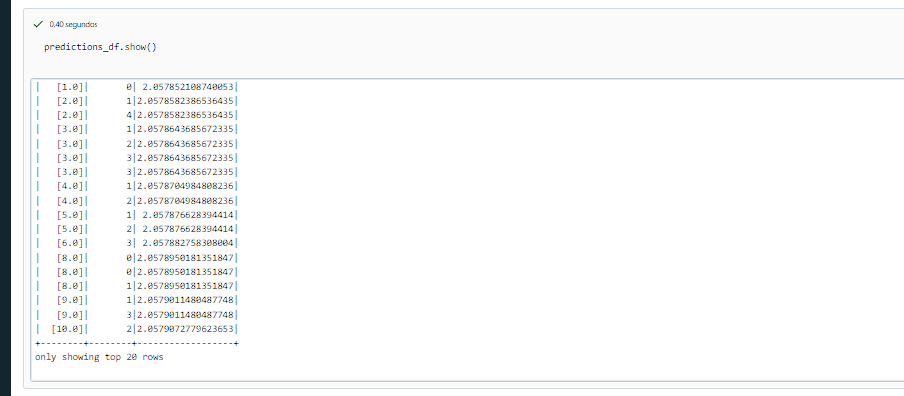 0,40 segundos
predictions_df.show()
|   [1.0]|       0| 2.057852108740053|
|   [2.0]|       1|2.0578582386536435|
|   [2.0]|       4|2.0578582386536435|
|   [3.0]|       1|2.0578643685672335|
|   [3.0]|       2|2.0578643685672335|
|   [3.0]|       3|2.0578643685672335|
|   [3.0]|       3|2.0578643685672335|
|   [4.0]|       1|2.0578704984808236|
|   [4.0]|       2|2.0578704984808236|
|   [5.0]|       1| 2.057876628394414|
|   [5.0]|       2| 2.057876628394414|
|   [6.0]|       3| 2.057882758308004|
|   [8.0]|       0|2.0578950181351847|
|   [8.0]|       0|2.0578950181351847|
|   [8.0]|       1|2.0578950181351847|
|   [9.0]|       1|2.0579011480487748|
|   [9.0]|       3|2.0579011480487748|
|  [10.0]|       2|2.0579072779623653|
+--------+--------+------------------+
only showing top 20 rows